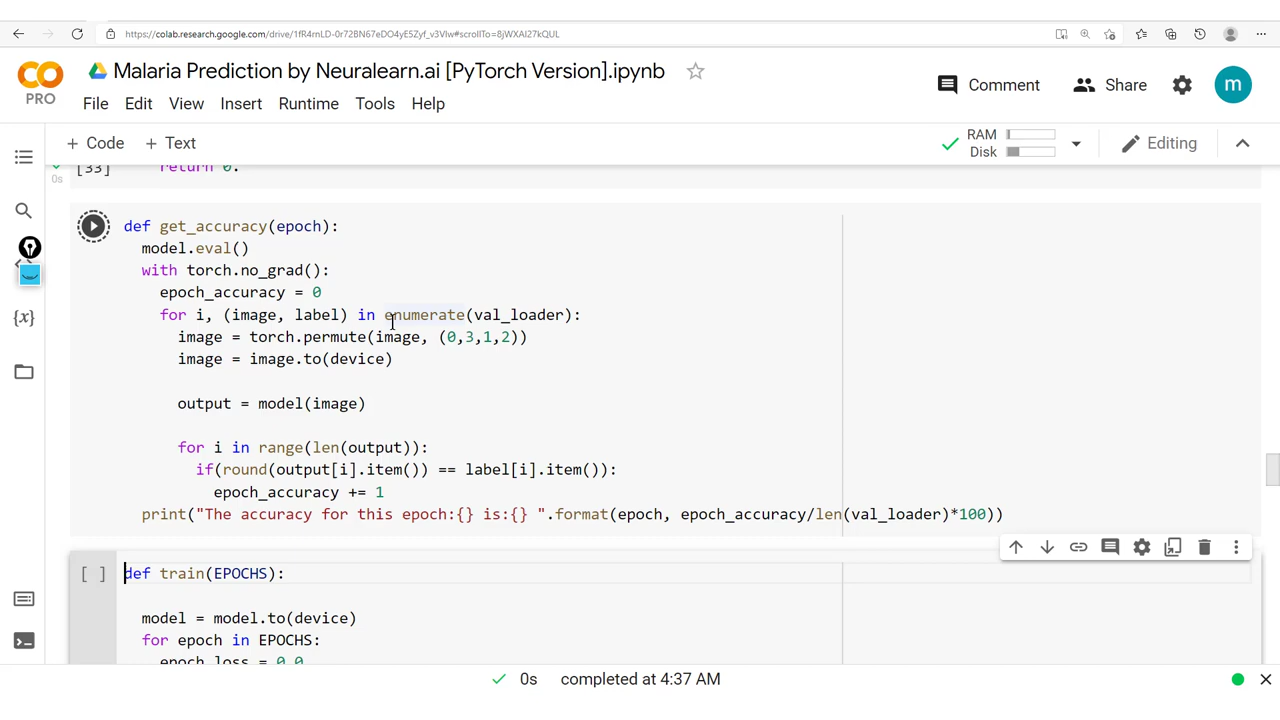 https://colab.research.google.com/drive/1fR4rnLD-0r72BN67eDO4yE5Zyf_v3Vlw#scrollTo=8jWXAI27kQUL
Malaria Prediction by Neuralearn.ai [PyTorch Version].ipynb
PRO
File Edit View Insert Runtime Tools Help
Comment Share m
+ Code + Text
RAM
Disk
Editing
[33] return 0.
0s
def get_accuracy(epoch):
model.eval()
with torch.no_grad():
epoch_accuracy = 0
for i, (image, label) in enumerate(val_loader):
image = torch.permute(image, (0,3,1,2))
image = image.to(device)
output = model(image)
for i in range(len(output)):
if(round(output[i].item()) == label[i].item()):
epoch_accuracy += 1
print("The accuracy for this epoch:{} is:{} ".format(epoch, epoch_accuracy/len(val_loader)*100))
[ ] def train(EPOCHS):
model = model.to(device)
for epoch in EPOCHS:
epoch_loss = 0.0
{x}
0s completed at 4:37 AM